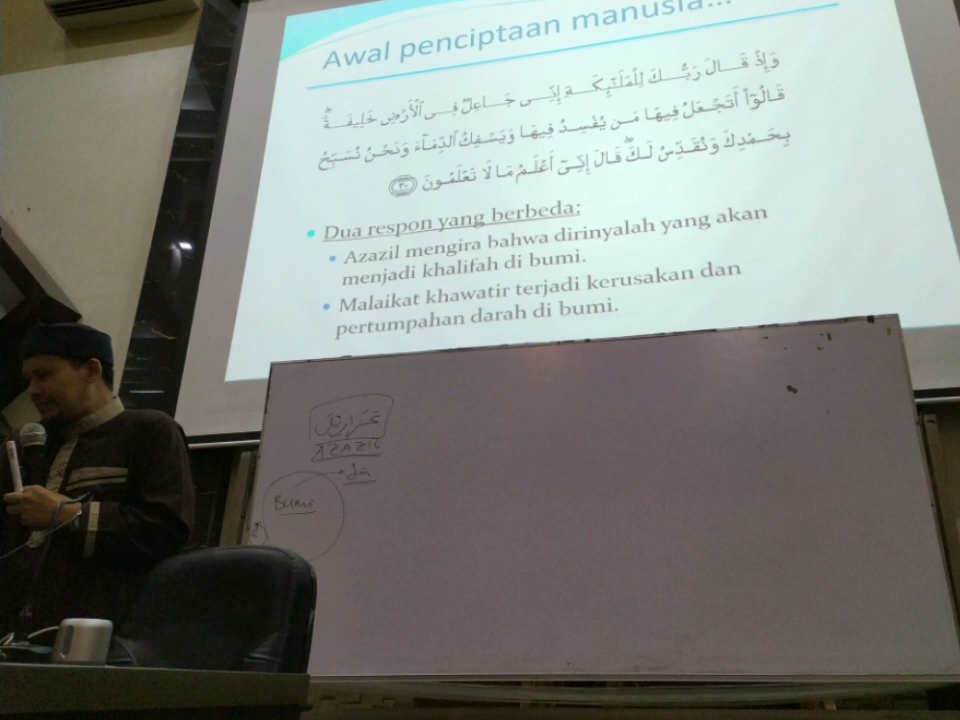 Awal penciptaan manusia...
وَإِذْ قَالَ رَبُّكَ لِلْمَلَٰٓئِكَةِ إِنِّى جَاعِلٌ فِى ٱلْأَرْضِ خَلِيفَةً ۖ
قَالُوٓا۟ أَتَجْعَلُ فِيهَا مَن يُفْسِدُ فِيهَا وَيَسْفِكُ ٱلدِّمَآءَ وَنَحْنُ نُسَبِّحُ
بِحَمْدِكَ وَنُقَدِّسُ لَكَ ۖ قَالَ إِنِّىٓ أَعْلَمُ مَا لَا تَعْلَمُونَ ٣٠
• Dua respon yang berbeda:
• Azazil mengira bahwa dirinyalah yang akan
menjadi khalifah di bumi.
• Malaikat khawatir terjadi kerusakan dan
pertumpahan darah di bumi.
AZAZIL
Bumi